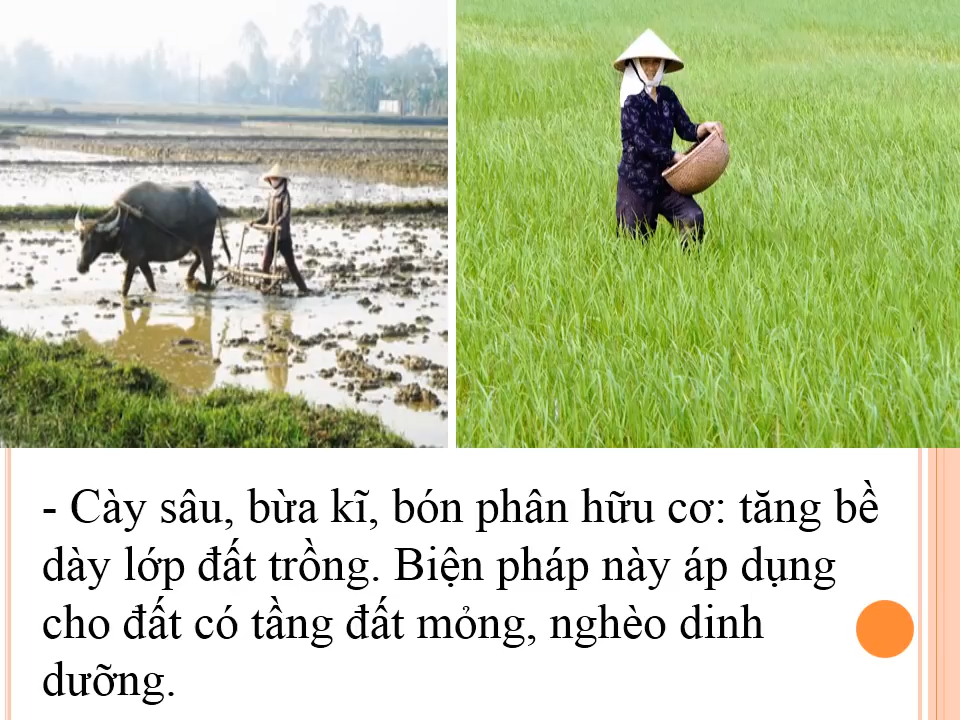 - Cày sâu, bừa kĩ, bón phân hữu cơ: tăng bề
dày lớp đất trồng. Biện pháp này áp dụng
cho đất có tầng đất mỏng, nghèo dinh
dưỡng.